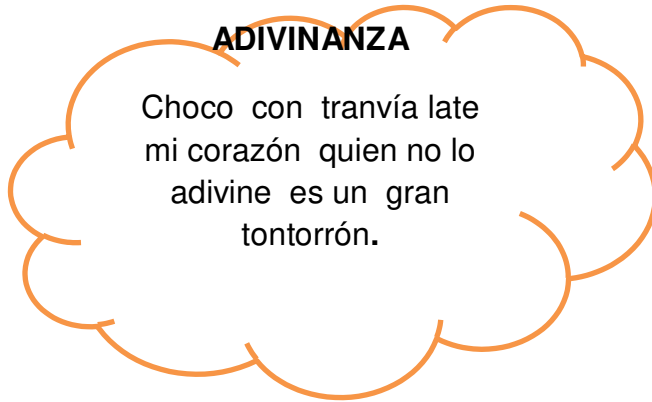 ADIVINANZA
Choco con tranvía late
mi corazón quien no lo
adivine es un gran
tontorrón.